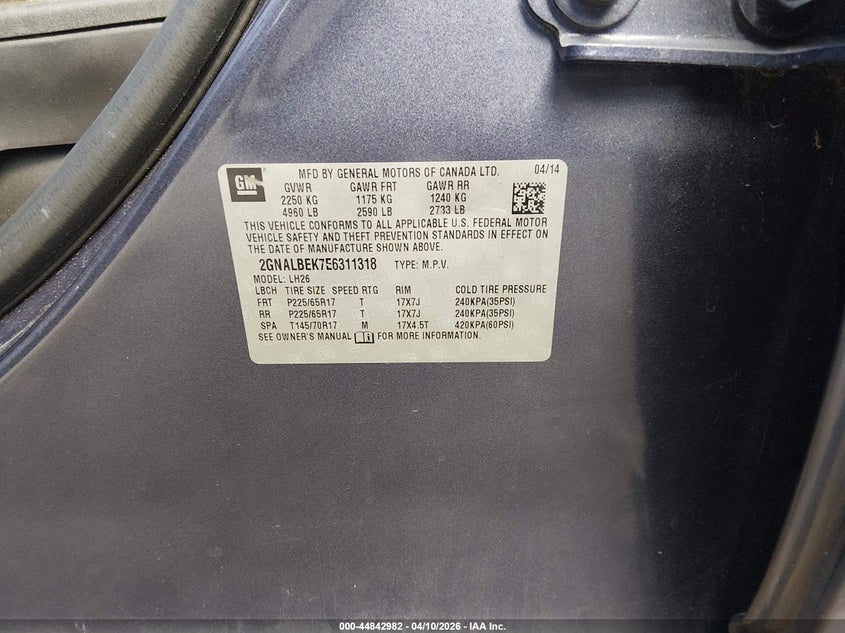 GM
MFD BY GENERAL MOTORS OF CANADA LTD. 04/14
GVWR GAWR FRT GAWR RR
2250 KG 1175 KG 1240 KG
4960 LB 2590 LB 2733 LB
THIS VEHICLE CONFORMS TO ALL APPLICABLE U.S. FEDERAL MOTOR
VEHICLE SAFETY AND THEFT PREVENTION STANDARDS IN EFFECT ON
THE DATE OF MANUFACTURE SHOWN ABOVE.
2GNALBEK7E6311318 TYPE: M.P.V.
MODEL: LH26
LBCH TIRE SIZE SPEED RTG RIM COLD TIRE PRESSURE
FRT P225/65R17 T 17X7J 240KPA(35PSI)
RR P225/65R17 T 17X7J 240KPA(35PSI)
SPA T145/70R17 M 17X4.5T 420KPA(60PSI)
SEE OWNER'S MANUAL FOR MORE INFORMATION.
000-44842982 - 04/10/2026 - IAA Inc.